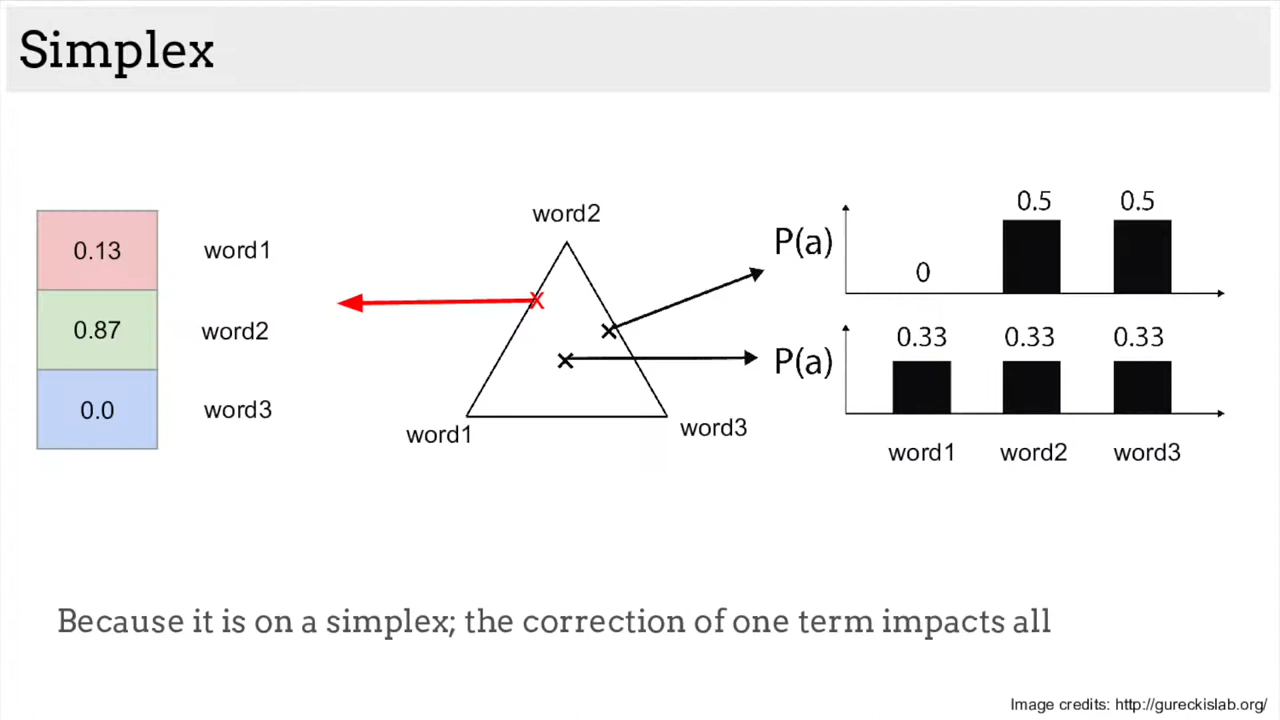 Simplex
0.13 word1
0.87 word2
0.0 word3
word2
word1
word3
P(a)
0
0.5
0.5
P(a)
0.33
0.33
0.33
word1 word2 word3
Because it is on a simplex; the correction of one term impacts all
Image credits: http://gureckislab.org/